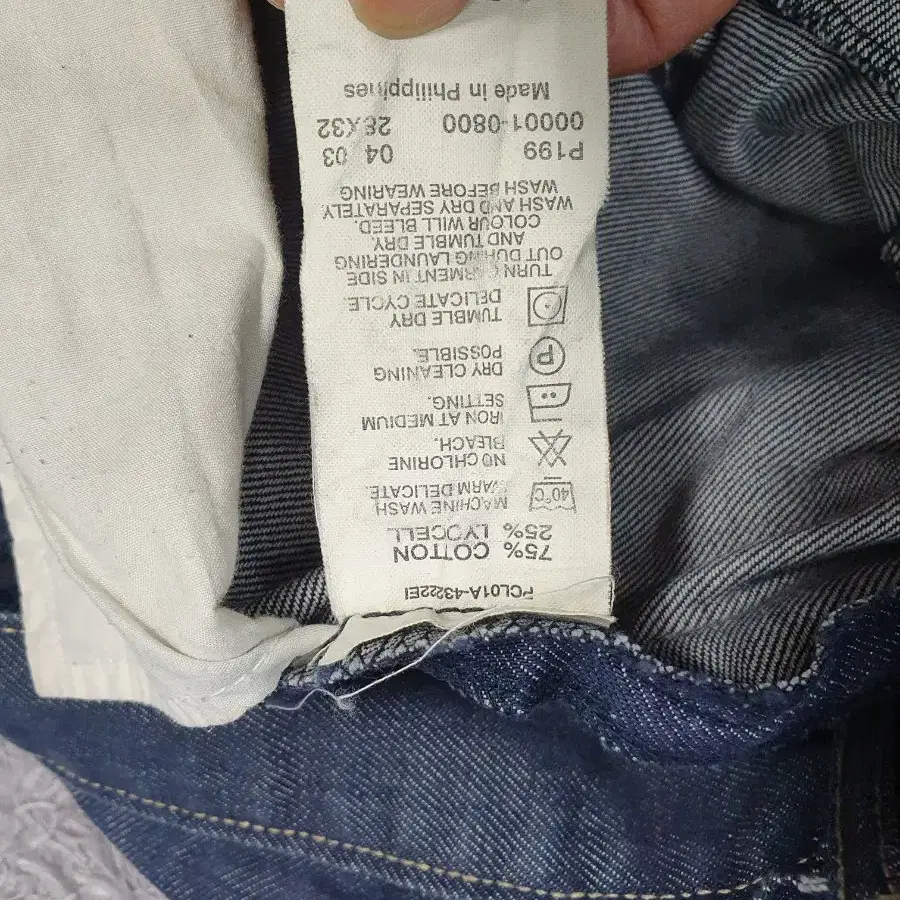 PCL01A-43222EI
75% COTTON
25% LYOCELL
40°C
MACHINE WASH
WARM DELICATE.
NO CHLORINE
BLEACH.
IRON AT MEDIUM
SETTING.
P
DRY CLEANING
POSSIBLE.
TUMBLE DRY
DELICATE CYCLE.
TURN GARMENT IN SIDE
OUT DURING LAUNDERING
AND TUMBLE DRY.
COLOUR WILL BLEED.
WASH AND DRY SEPARATELY.
WASH BEFORE WEARING
P199 04 03
00001-0800 28X32
Made in Philippines